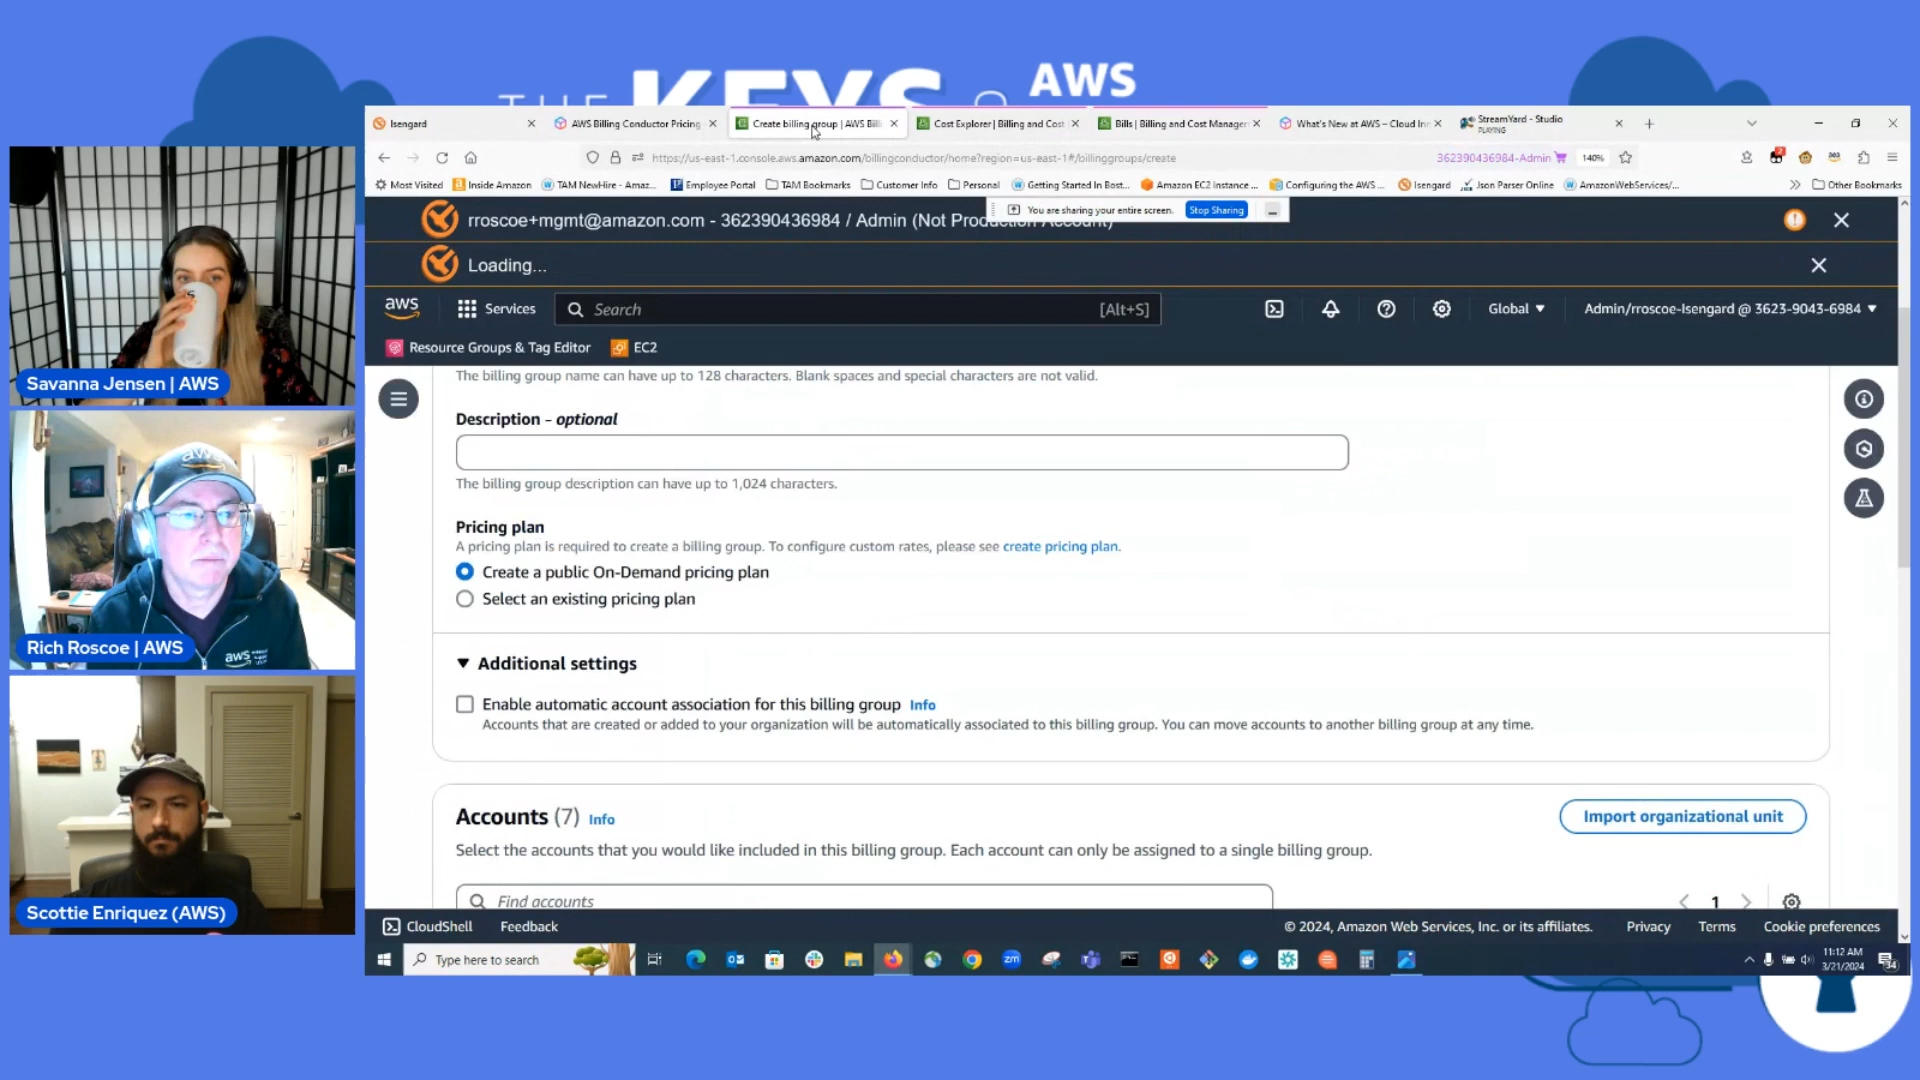 THE KEYS
AWS
Isengard
AWS Billing Conductor Pricing
Create billing group | AWS Bill
Cost Explorer | Billing and Cost
Bills | Billing and Cost Manager
What's New at AWS – Cloud Inn
StreamYard - Studio
PLAYING
https://us-east-1.console.aws.amazon.com/billingconductor/home?region=us-east-1#/billinggroups/create
362390436984-Admin
140%
Most Visited
Inside Amazon
TAM NewHire - Amaz...
Employee Portal
TAM Bookmarks
Customer Info
Personal
Getting Started In Bost...
Amazon EC2 Instance ...
Configuring the AWS ...
Isengard
Json Parser Online
AmazonWebServices/...
Other Bookmarks
You are sharing your entire screen.
Stop Sharing
rroscoe+mgmt@amazon.com - 362390436984 / Admin (Not Production Account)
Loading...
aws
Services
Search
[Alt+S]
Global
Admin/rroscoe-Isengard @ 3623-9043-6984
Resource Groups & Tag Editor
EC2
The billing group name can have up to 128 characters. Blank spaces and special characters are not valid.
Description - optional
The billing group description can have up to 1,024 characters.
Pricing plan
A pricing plan is required to create a billing group. To configure custom rates, please see create pricing plan.
Create a public On-Demand pricing plan
Select an existing pricing plan
Additional settings
Enable automatic account association for this billing group Info
Accounts that are created or added to your organization will be automatically associated to this billing group. You can move accounts to another billing group at any time.
Accounts (7) Info
Import organizational unit
Select the accounts that you would like included in this billing group. Each account can only be assigned to a single billing group.
Find accounts
1
CloudShell
Feedback
© 2024, Amazon Web Services, Inc. or its affiliates.
Privacy
Terms
Cookie preferences
Type here to search
11:12 AM
3/21/2024
34
Savanna Jensen | AWS
aws
Rich Roscoe | AWS
aws
Scottie Enriquez (AWS)